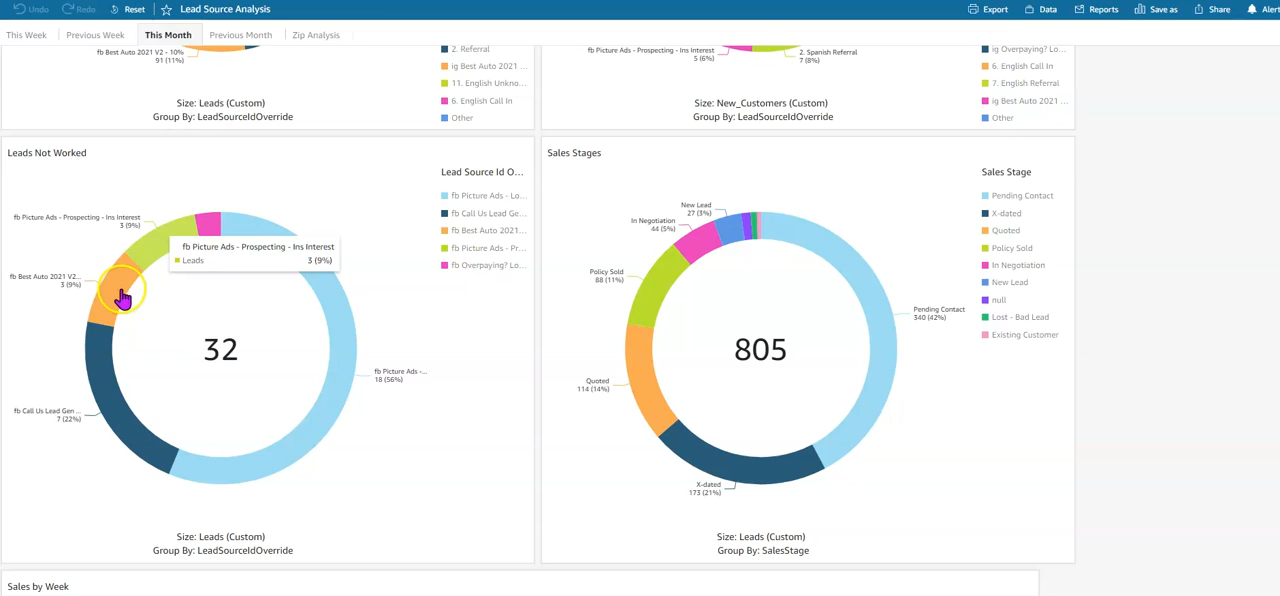 Undo Redo Reset Lead Source Analysis Export Data Reports Save as Share Alert
This Week Previous Week This Month Previous Month Zip Analysis
fb Best Auto 2021 V2 - 10%
91 (11%)
2. Referral
ig Best Auto 2021 ...
11. English Unkno...
6. English Call In
Other
Size: Leads (Custom)
Group By: LeadSourceIdOverride
fb Picture Ads - Prospecting - Ins Interest
5 (6%)
2. Spanish Referral
7 (8%)
ig Overpaying? Lo...
6. English Call In
7. English Referral
ig Best Auto 2021 ...
Other
Size: New_Customers (Custom)
Group By: LeadSourceIdOverride
Leads Not Worked
Lead Source Id O...
fb Picture Ads - Lo...
fb Call Us Lead Ge...
fb Best Auto 2021...
fb Picture Ads - Pr...
fb Overpaying? Lo...
fb Picture Ads - Prospecting - Ins Interest
3 (9%)
fb Picture Ads - Prospecting - Ins Interest
Leads 3 (9%)
fb Best Auto 2021 V2...
3 (9%)
32
fb Picture Ads -...
18 (56%)
fb Call Us Lead Gen ...
7 (22%)
Size: Leads (Custom)
Group By: LeadSourceIdOverride
Sales Stages
Sales Stage
Pending Contact
X-dated
Quoted
Policy Sold
In Negotiation
New Lead
null
Lost - Bad Lead
Existing Customer
New Lead
27 (3%)
In Negotiation
44 (5%)
Policy Sold
88 (11%)
Pending Contact
340 (42%)
805
Quoted
114 (14%)
X-dated
173 (21%)
Size: Leads (Custom)
Group By: SalesStage
Sales by Week